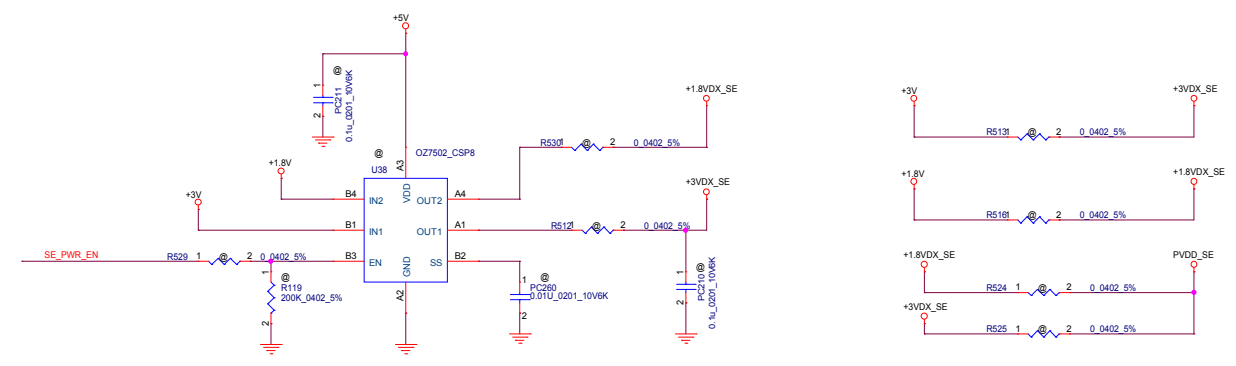 +5V
@
1
2
PC211
0.1u_0201_10V6K
+1.8V
+3V
@
U38
OZ7502_CSP8
A3
VDD
B4
IN2
OUT2
A4
B1
IN1
OUT1
A1
B3
EN
SS
B2
GND
A2
SE_PWR_EN
R529
1
@
2
0_0402_5%
1
@
R119
200K_0402_5%
2
R530
1
@
2
0_0402_5%
+1.8VDX_SE
R512
1
@
2
0_0402_5%
+3VDX_SE
1
@
PC260
0.01U_0201_10V6K
2
1
@
PC210
0.1u_0201_10V6K
2
+3V
+3VDX_SE
R513
1
@
2
0_0402_5%
+1.8V
+1.8VDX_SE
R516
1
@
2
0_0402_5%
+1.8VDX_SE
PVDD_SE
R524
1
@
2
0_0402_5%
+3VDX_SE
R525
1
@
2
0_0402_5%